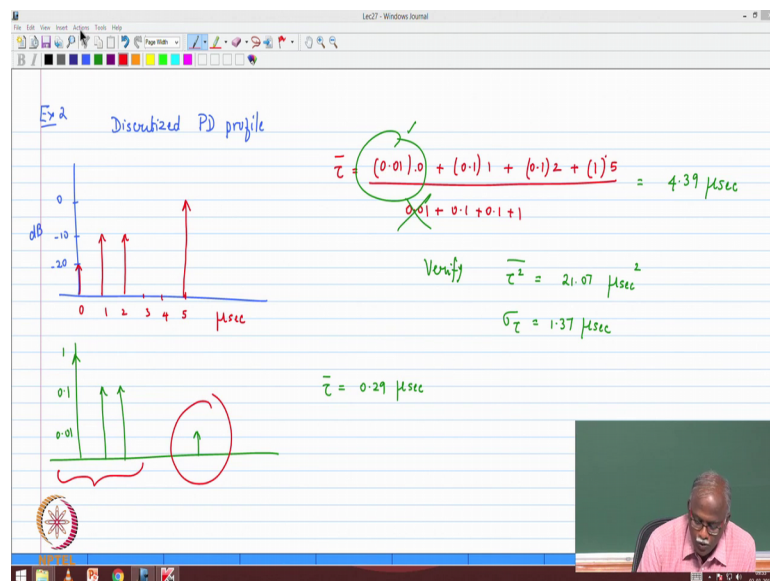 Lec27 - Windows Journal
File Edit View Insert Actions Tools Help
Page Width
B I
Ex 2 Discretized PD profile
τ̄ = (0.01).0 + (0.1) 1 + (0.1) 2 + (1) 5 = 4.39 μsec
0.01 + 0.1 + 0.1 + 1
0
dB -10
-20
0 1 2 3 4 5 μsec
Verify τ̄² = 21.07 μsec²
σ_τ = 1.37 μsec
1
0.1
0.01
τ̄ = 0.29 μsec
NPTEL